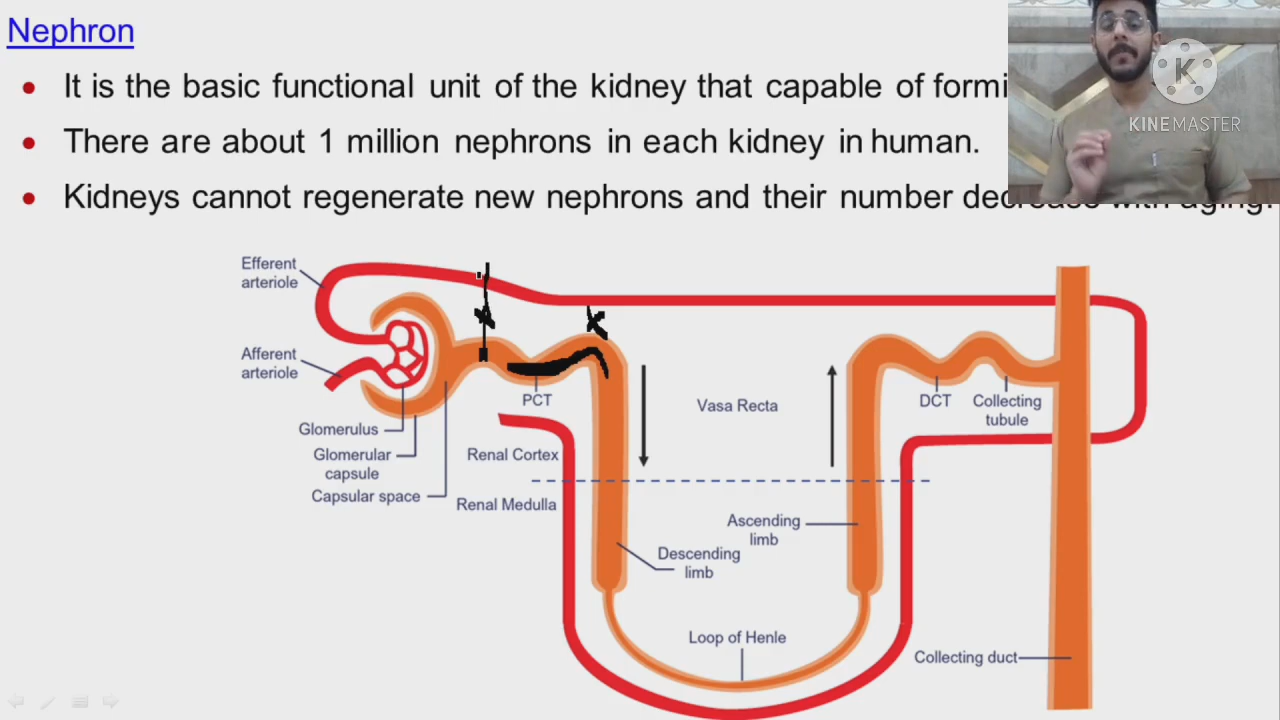 Nephron
It is the basic functional unit of the kidney that capable of formi
There are about 1 million nephrons in each kidney in human.
Kidneys cannot regenerate new nephrons and their number decrease with aging.
K
KINEMASTER
Efferent
arteriole
Afferent
arteriole
PCT
Vasa Recta
DCT
Collecting
tubule
Glomerulus
Glomerular
capsule
Capsular space
Renal Cortex
Renal Medulla
Ascending
limb
Descending
limb
Loop of Henle
Collecting duct